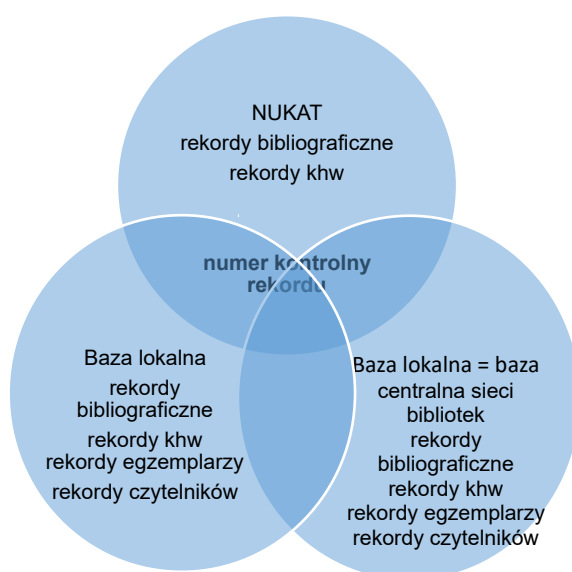 NUKAT
rekordy bibliograficzne
rekordy khw
numer kontrolny
rekordu
Baza lokalna
rekordy
bibliograficzne
rekordy khw
rekordy egzemplarzy
rekordy czytelników
Baza lokalna = baza
centralna sieci
bibliotek
rekordy
bibliograficzne
rekordy khw
rekordy egzemplarzy
rekordy czytelników